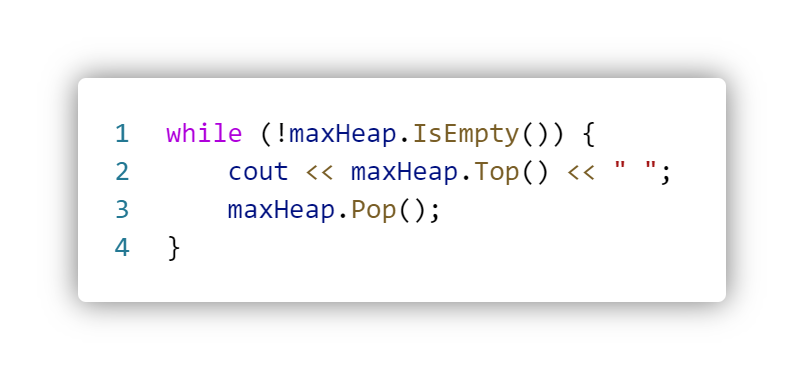 1 while (!maxHeap.IsEmpty()) {
2     cout << maxHeap.Top() << " ";
3     maxHeap.Pop();
4 }